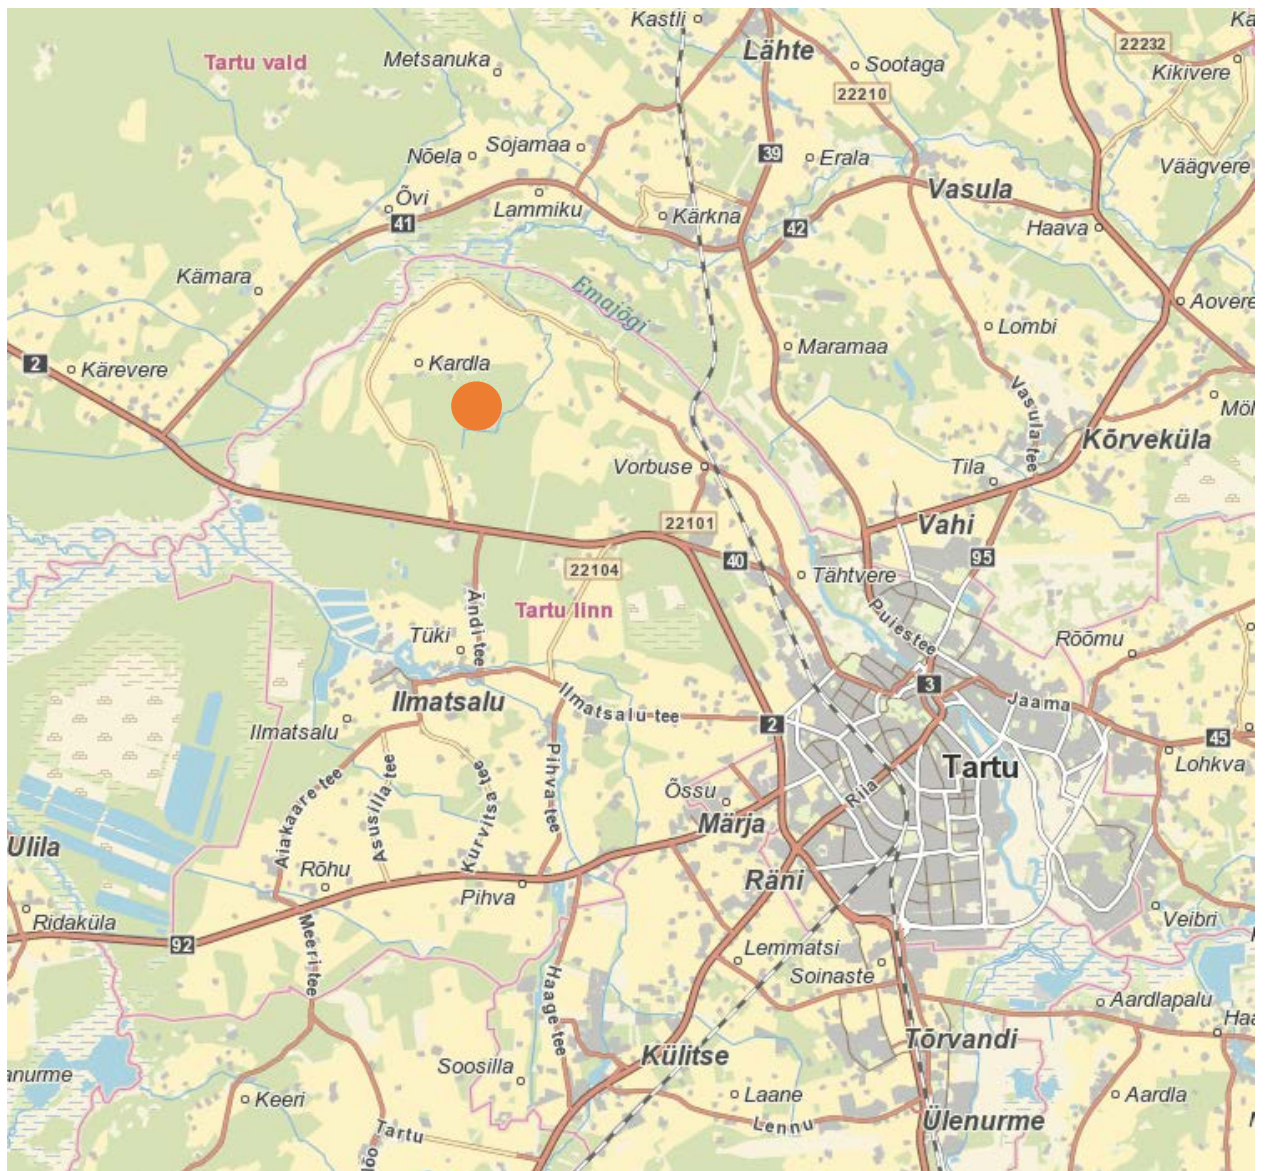 Kastli
Lähte
22232
Tartu vald
Metsanuka
Sootaga
Kikivere
22210
Nõela
Sojamaa
39
Erala
Väägvere
Õvi
Lammiku
Kärkna
Vasula
41
42
Haava
Kämara
Emajõgi
Aovere
Lombi
Maramaa
2
Kärevere
Kardla
Vasula tee
Kõrveküla
Vorbuse
Tila
22101
Vahi
95
40
22104
Tähtvere
Tartu linn
Puiestee
Tüki
Ändi tee
Rõõmu
3
Ilmatsalu
Ilmatsalu tee
Jaama
Ilmatsalu
2
45
Lohkva
Tartu
Pihva tee
Aiakaare tee
Asusilla tee
Kurvitsa tee
Õssu
Riia
Märja
Ulila
Rõhu
Räni
Pihva
Ridaküla
Veibri
92
Meeri tee
Lemmatsi
Soinaste
Haage tee
Aardlapalu
Tõrvandi
Külitse
Soosilla
anurme
Keeri
Laane
Aardla
Lennu
Ülenurme
Tartu